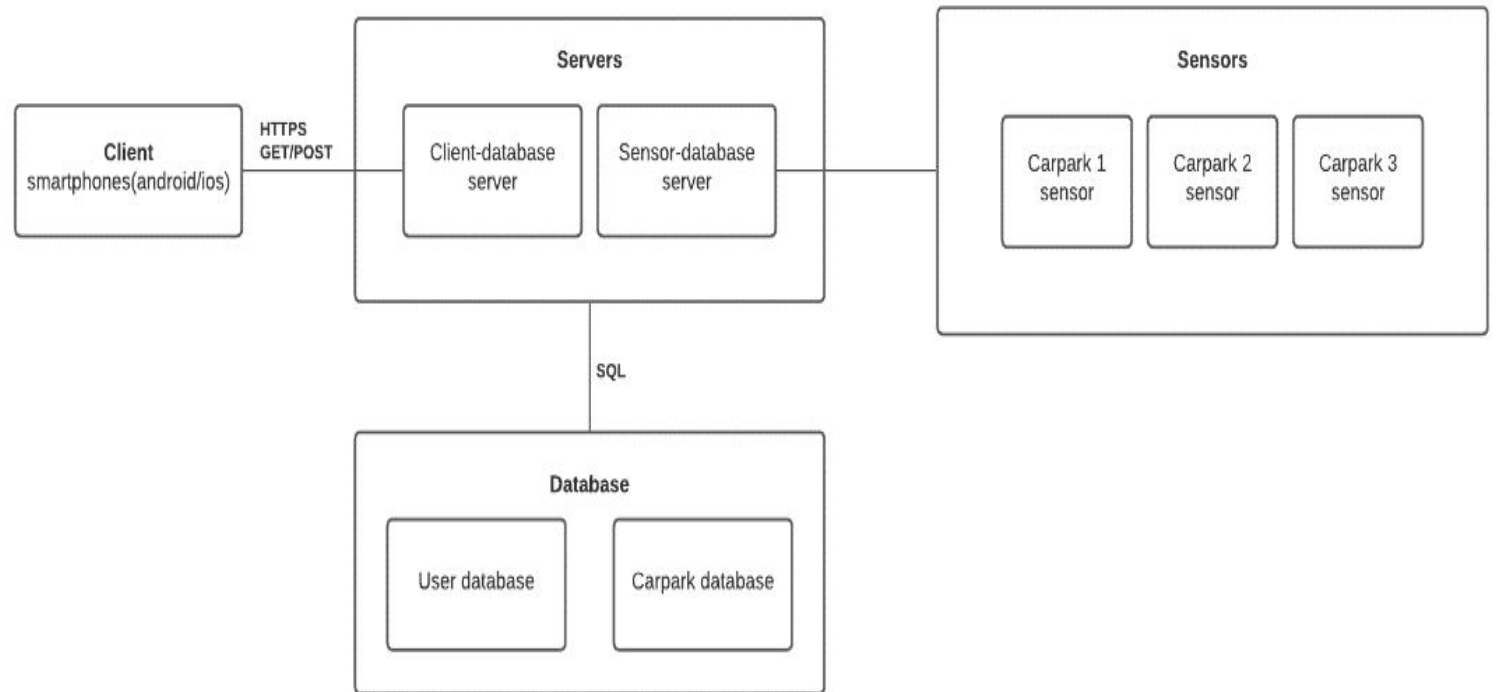 Servers
Sensors
HTTPS
GET/POST
Client
smartphones(android/ios)
Client-database
server
Sensor-database
server
Carpark 1
sensor
Carpark 2
sensor
Carpark 3
sensor
SQL
Database
User database
Carpark database